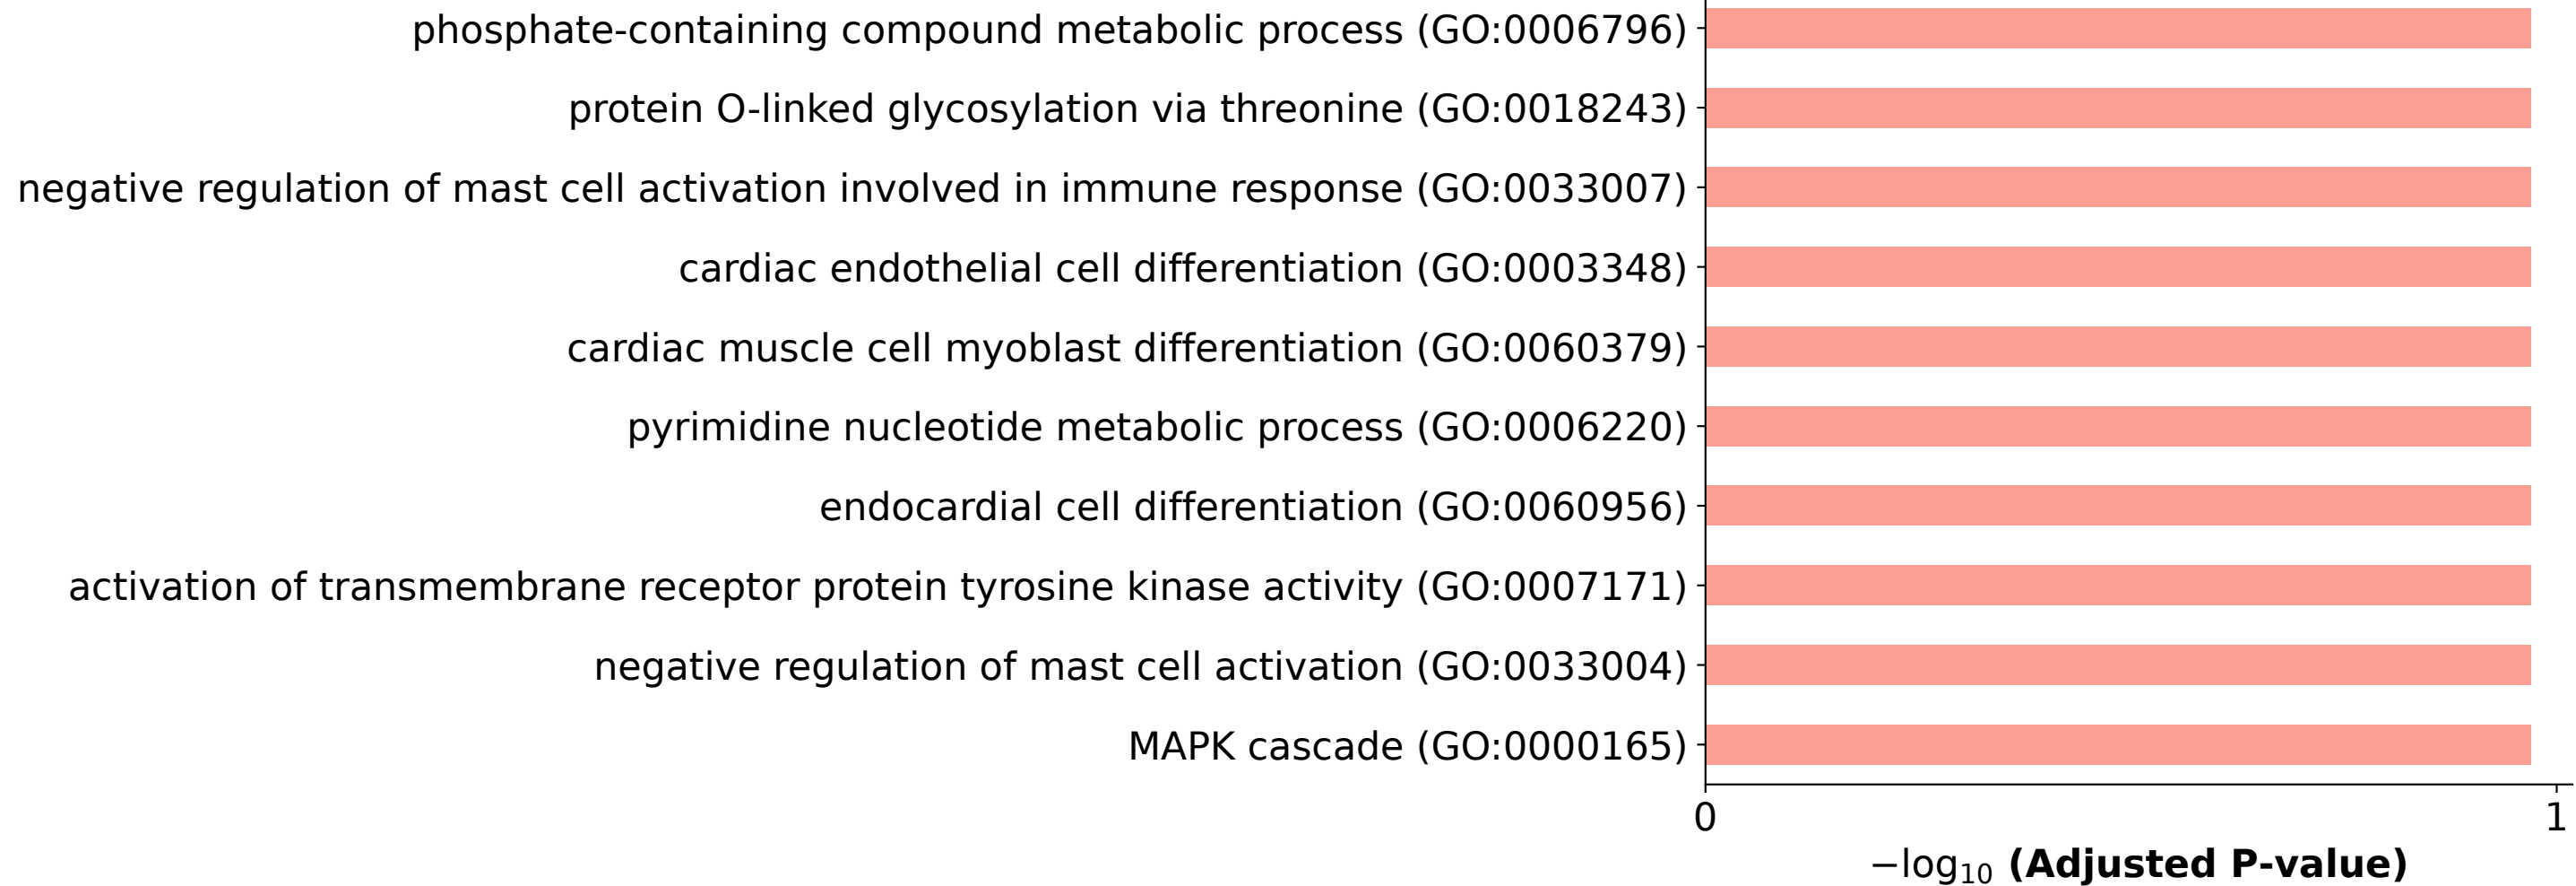 phosphate-containing compound metabolic process (GO:0006796)
protein O-linked glycosylation via threonine (GO:0018243)
negative regulation of mast cell activation involved in immune response (GO:0033007)
cardiac endothelial cell differentiation (GO:0003348)
cardiac muscle cell myoblast differentiation (GO:0060379)
pyrimidine nucleotide metabolic process (GO:0006220)
endocardial cell differentiation (GO:0060956)
activation of transmembrane receptor protein tyrosine kinase activity (GO:0007171)
negative regulation of mast cell activation (GO:0033004)
MAPK cascade (GO:0000165)
0 1
−log₁₀ (Adjusted P-value)